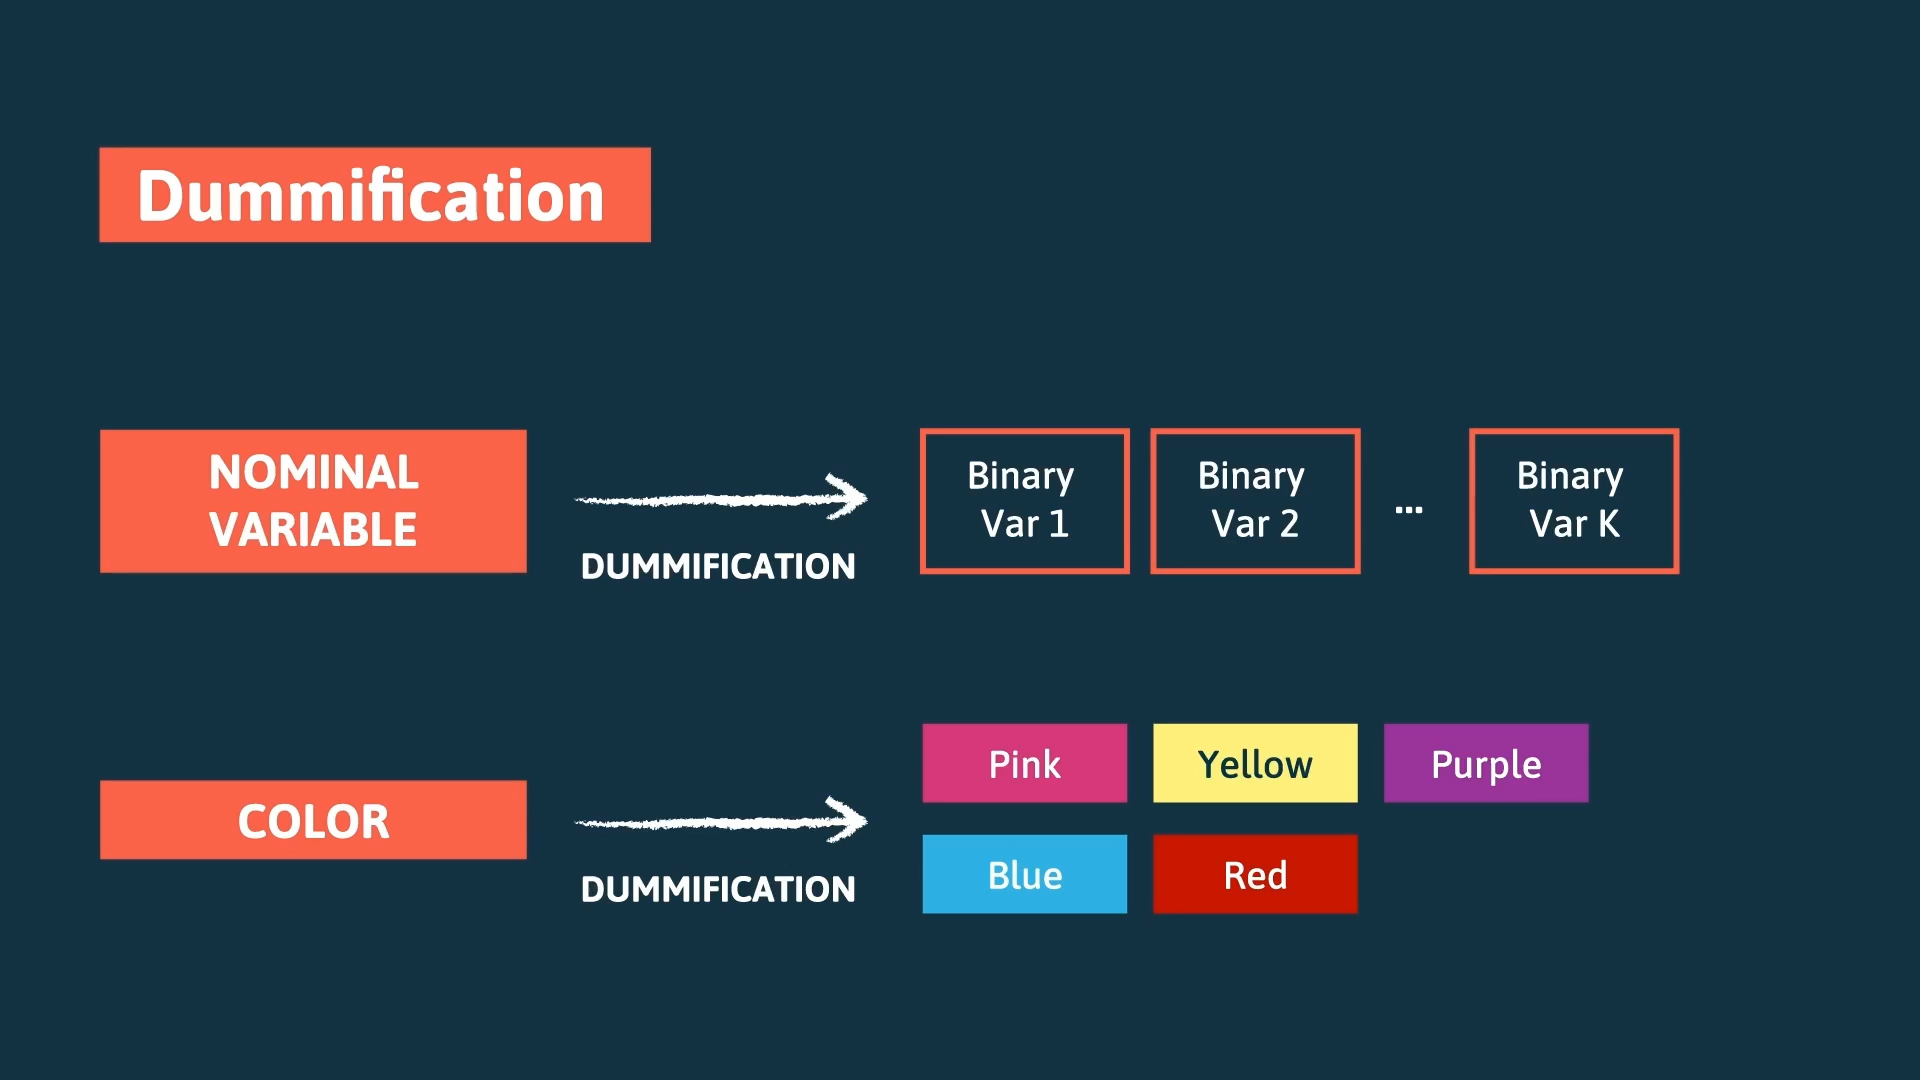 Dummification
NOMINAL
VARIABLE
DUMMIFICATION
Binary
Var 1
Binary
Var 2
...
Binary
Var K
COLOR
DUMMIFICATION
Pink
Yellow
Purple
Blue
Red